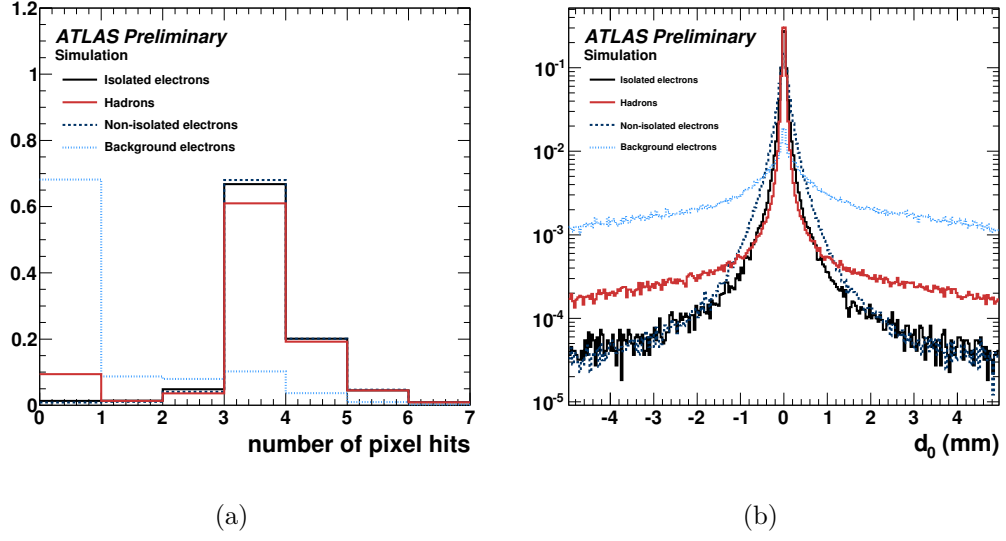 ATLAS Preliminary
Simulation
Isolated electrons
Hadrons
Non-isolated electrons
Background electrons
1.2
1
0.8
0.6
0.4
0.2
0
0 1 2 3 4 5 6 7
number of pixel hits
(a)
ATLAS Preliminary
Simulation
Isolated electrons
Hadrons
Non-isolated electrons
Background electrons
10^-1
10^-2
10^-3
10^-4
10^-5
-4 -3 -2 -1 0 1 2 3 4
d_0 (mm)
(b)